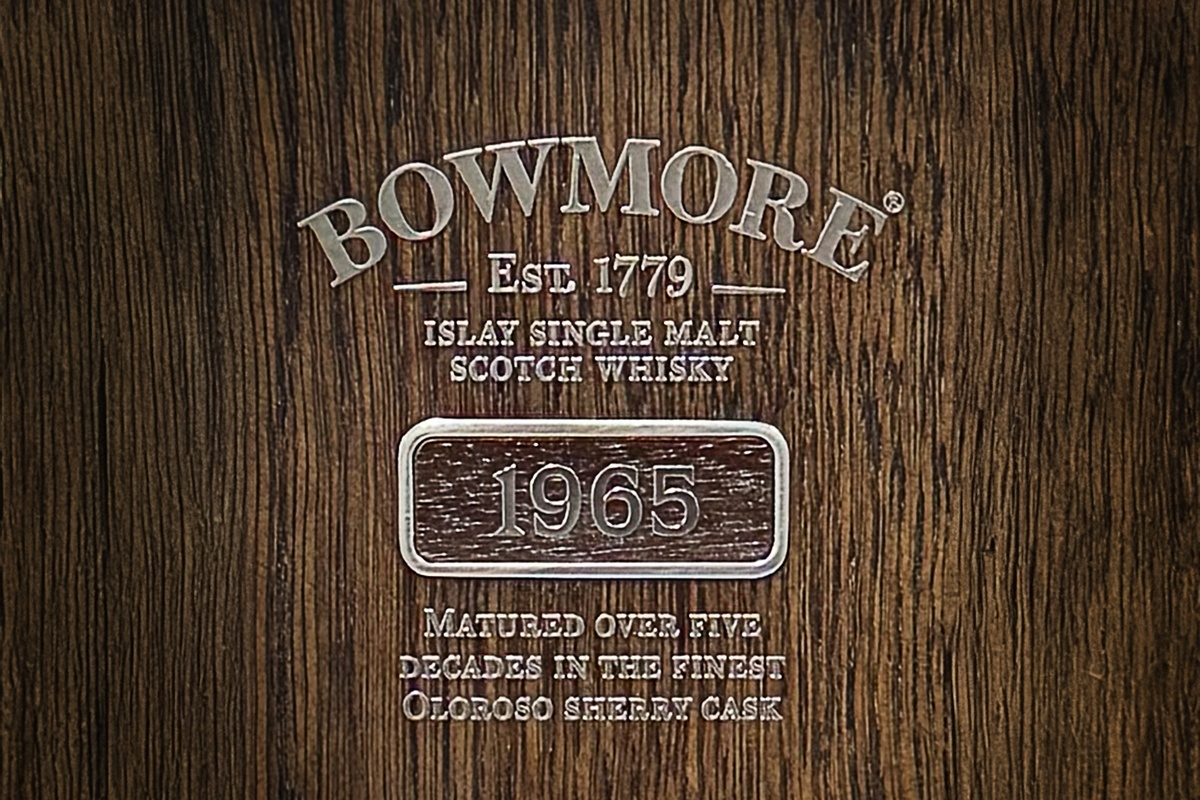 BOWMORE®
EST. 1779
ISLAY SINGLE MALT
SCOTCH WHISKY
1965
MATURED OVER FIVE
DECADES IN THE FINEST
OLOROSO SHERRY CASK